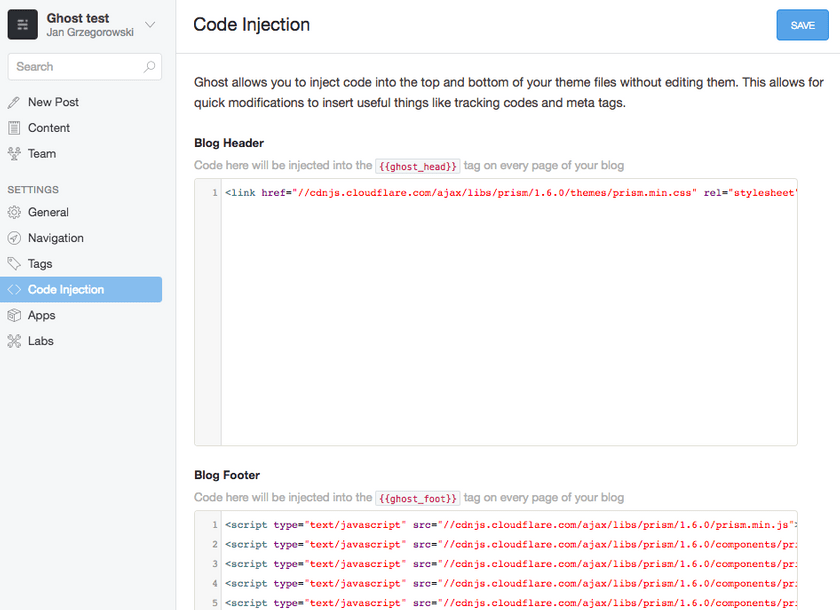 Ghost test
Jan Grzegorowski
Search
New Post
Content
Team
SETTINGS
General
Navigation
Tags
Code Injection
Apps
Labs
Code Injection
SAVE
Ghost allows you to inject code into the top and bottom of your theme files without editing them. This allows for
quick modifications to insert useful things like tracking codes and meta tags.
Blog Header
Code here will be injected into the {{ghost_head}} tag on every page of your blog
1 <link href="//cdnjs.cloudflare.com/ajax/libs/prism/1.6.0/themes/prism.min.css" rel="stylesheet"
Blog Footer
Code here will be injected into the {{ghost_foot}} tag on every page of your blog
1 <script type="text/javascript" src="//cdnjs.cloudflare.com/ajax/libs/prism/1.6.0/prism.min.js">
2 <script type="text/javascript" src="//cdnjs.cloudflare.com/ajax/libs/prism/1.6.0/components/pri
3 <script type="text/javascript" src="//cdnjs.cloudflare.com/ajax/libs/prism/1.6.0/components/pri
4 <script type="text/javascript" src="//cdnjs.cloudflare.com/ajax/libs/prism/1.6.0/components/pri
5 <script type="text/javascript" src="//cdnjs.cloudflare.com/ajax/libs/prism/1.6.0/components/pri